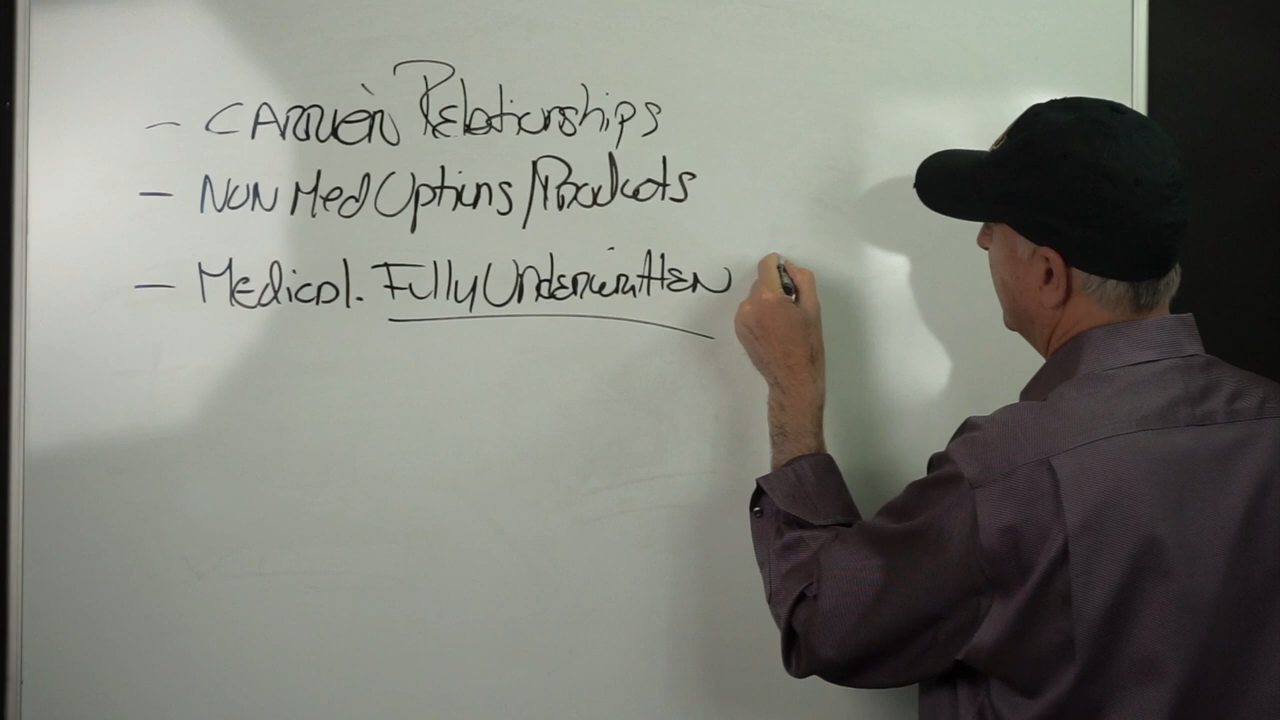 - CARRIER Relationships
- NON Med Options/Products
- Medical. Fully Underwritten